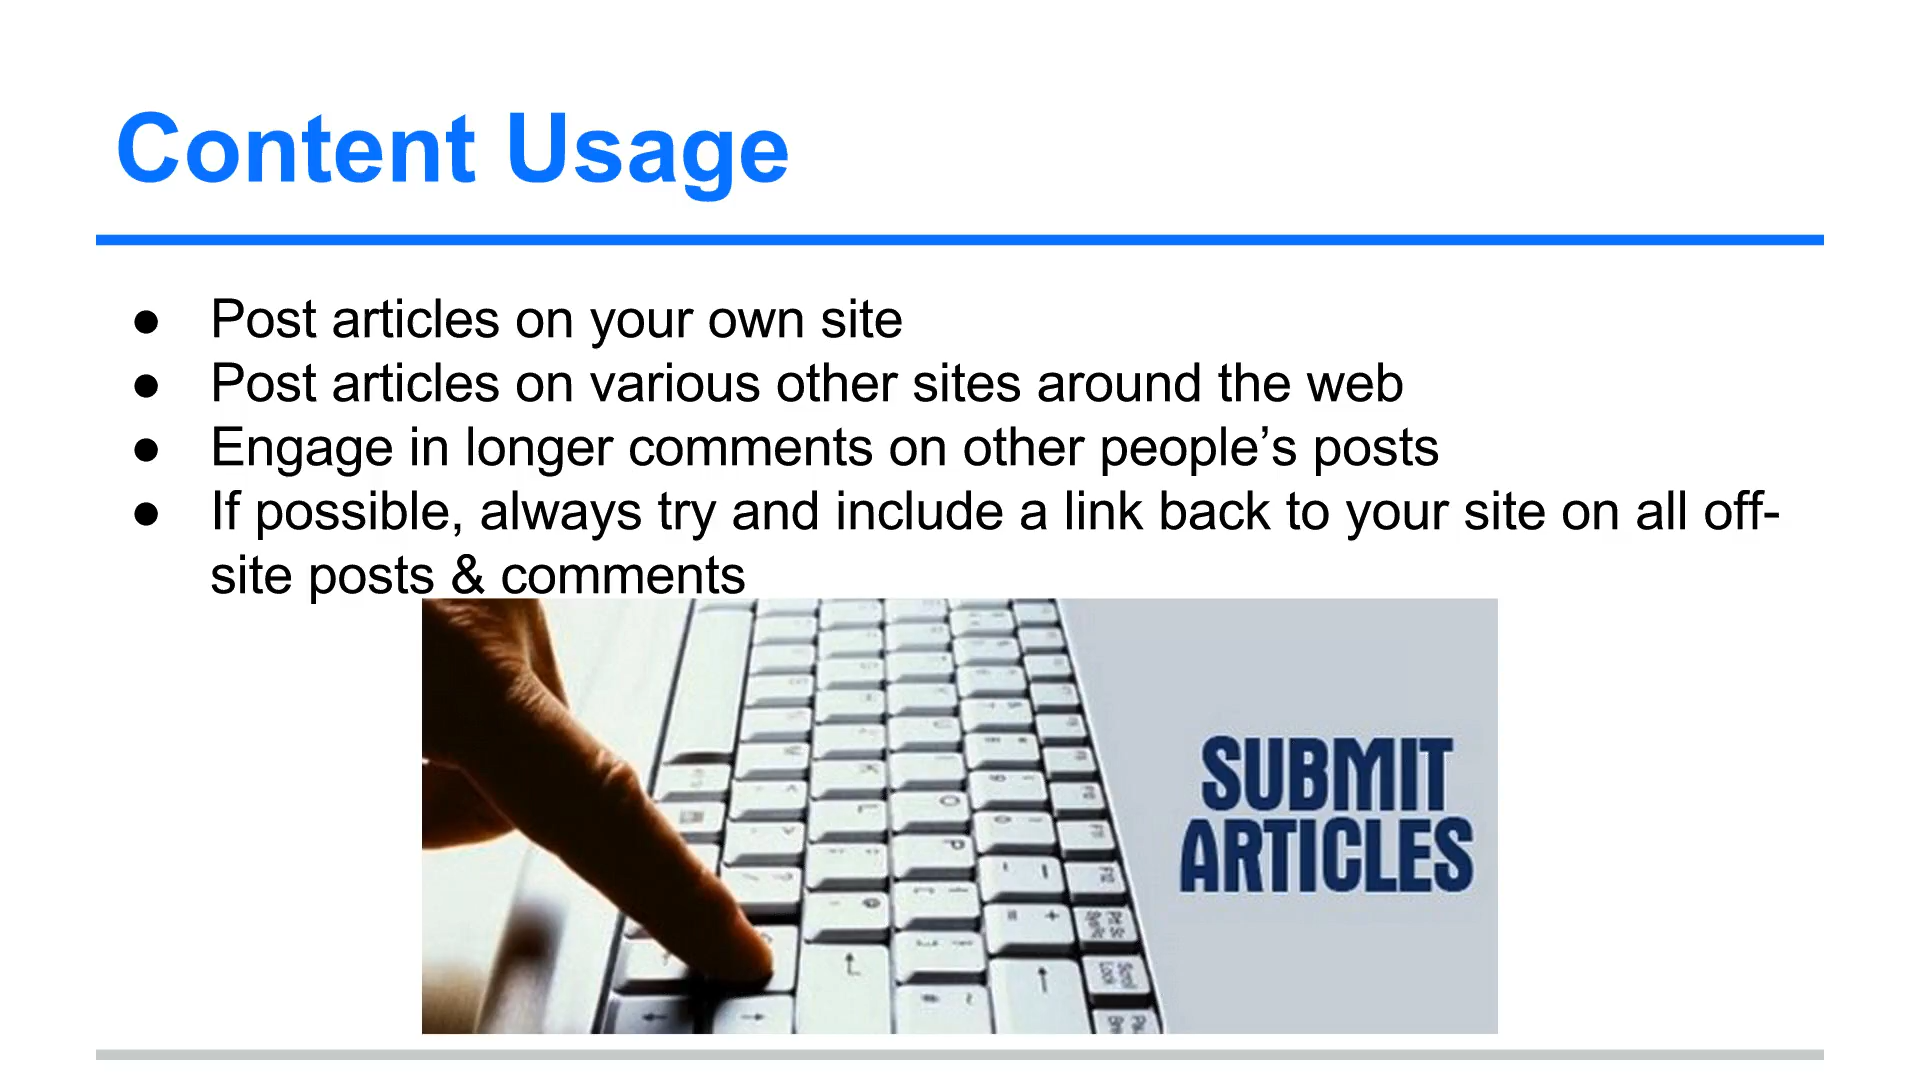 Content Usage
● Post articles on your own site
● Post articles on various other sites around the web
● Engage in longer comments on other people’s posts
● If possible, always try and include a link back to your site on all off-
site posts & comments
SUBMIT
ARTICLES